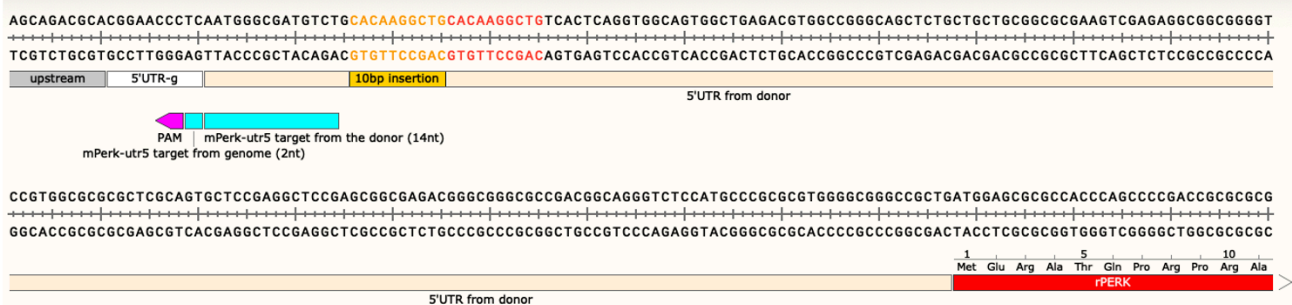 AGCAGACGCACGGAACCCTCAATGGGCGATGTCTGCACAAGGCTGCACAAGGCTGTCACTCAGGTGGCAGTGGCTGAGACGTGGCCGGGCAGCTCTGCTGCTGCGGCGCGAAGTCGAGAGGCGGCGGGGT
TCGTCTGCGTGCCTTGGGAGTTACCCGCTACAGACGTGTTCCGACGTGTTCCGACAGTGAGTCCACCGTCACCGACTCTGCACCGGCCCGTCGAGACGACGACGCCGCGCTTCAGCTCTCCGCCGCCCCA
upstream 5'UTR-g 10bp insertion
5'UTR from donor
PAM mPerk-utr5 target from the donor (14nt)
mPerk-utr5 target from genome (2nt)
CCGTGGCGCGCGCTCGCAGTGCTCCGAGGCTCCGAGCGGCGAGACGGGCGGGCGCCGACGGCAGGGTCTCCATGCCCGCGCGTGGGGCGGGCCGCTGATGGAGCGCGCCACCCAGCCCCGACCGCGCGCG
GGCACCGCGCGCGAGCGTCACGAGGCTCCGAGGCTCGCCGCTCTGCCCGCCCGCGGCTGCCGTCCCAGAGGTACGGGCGCGCACCCCGCCCGGCGACTACCTCGCGCGGTGGGTCGGGGCTGGCGCGCGC
1 5 10
Met Glu Arg Ala Thr Gln Pro Arg Pro Arg Ala
rPERK
5'UTR from donor